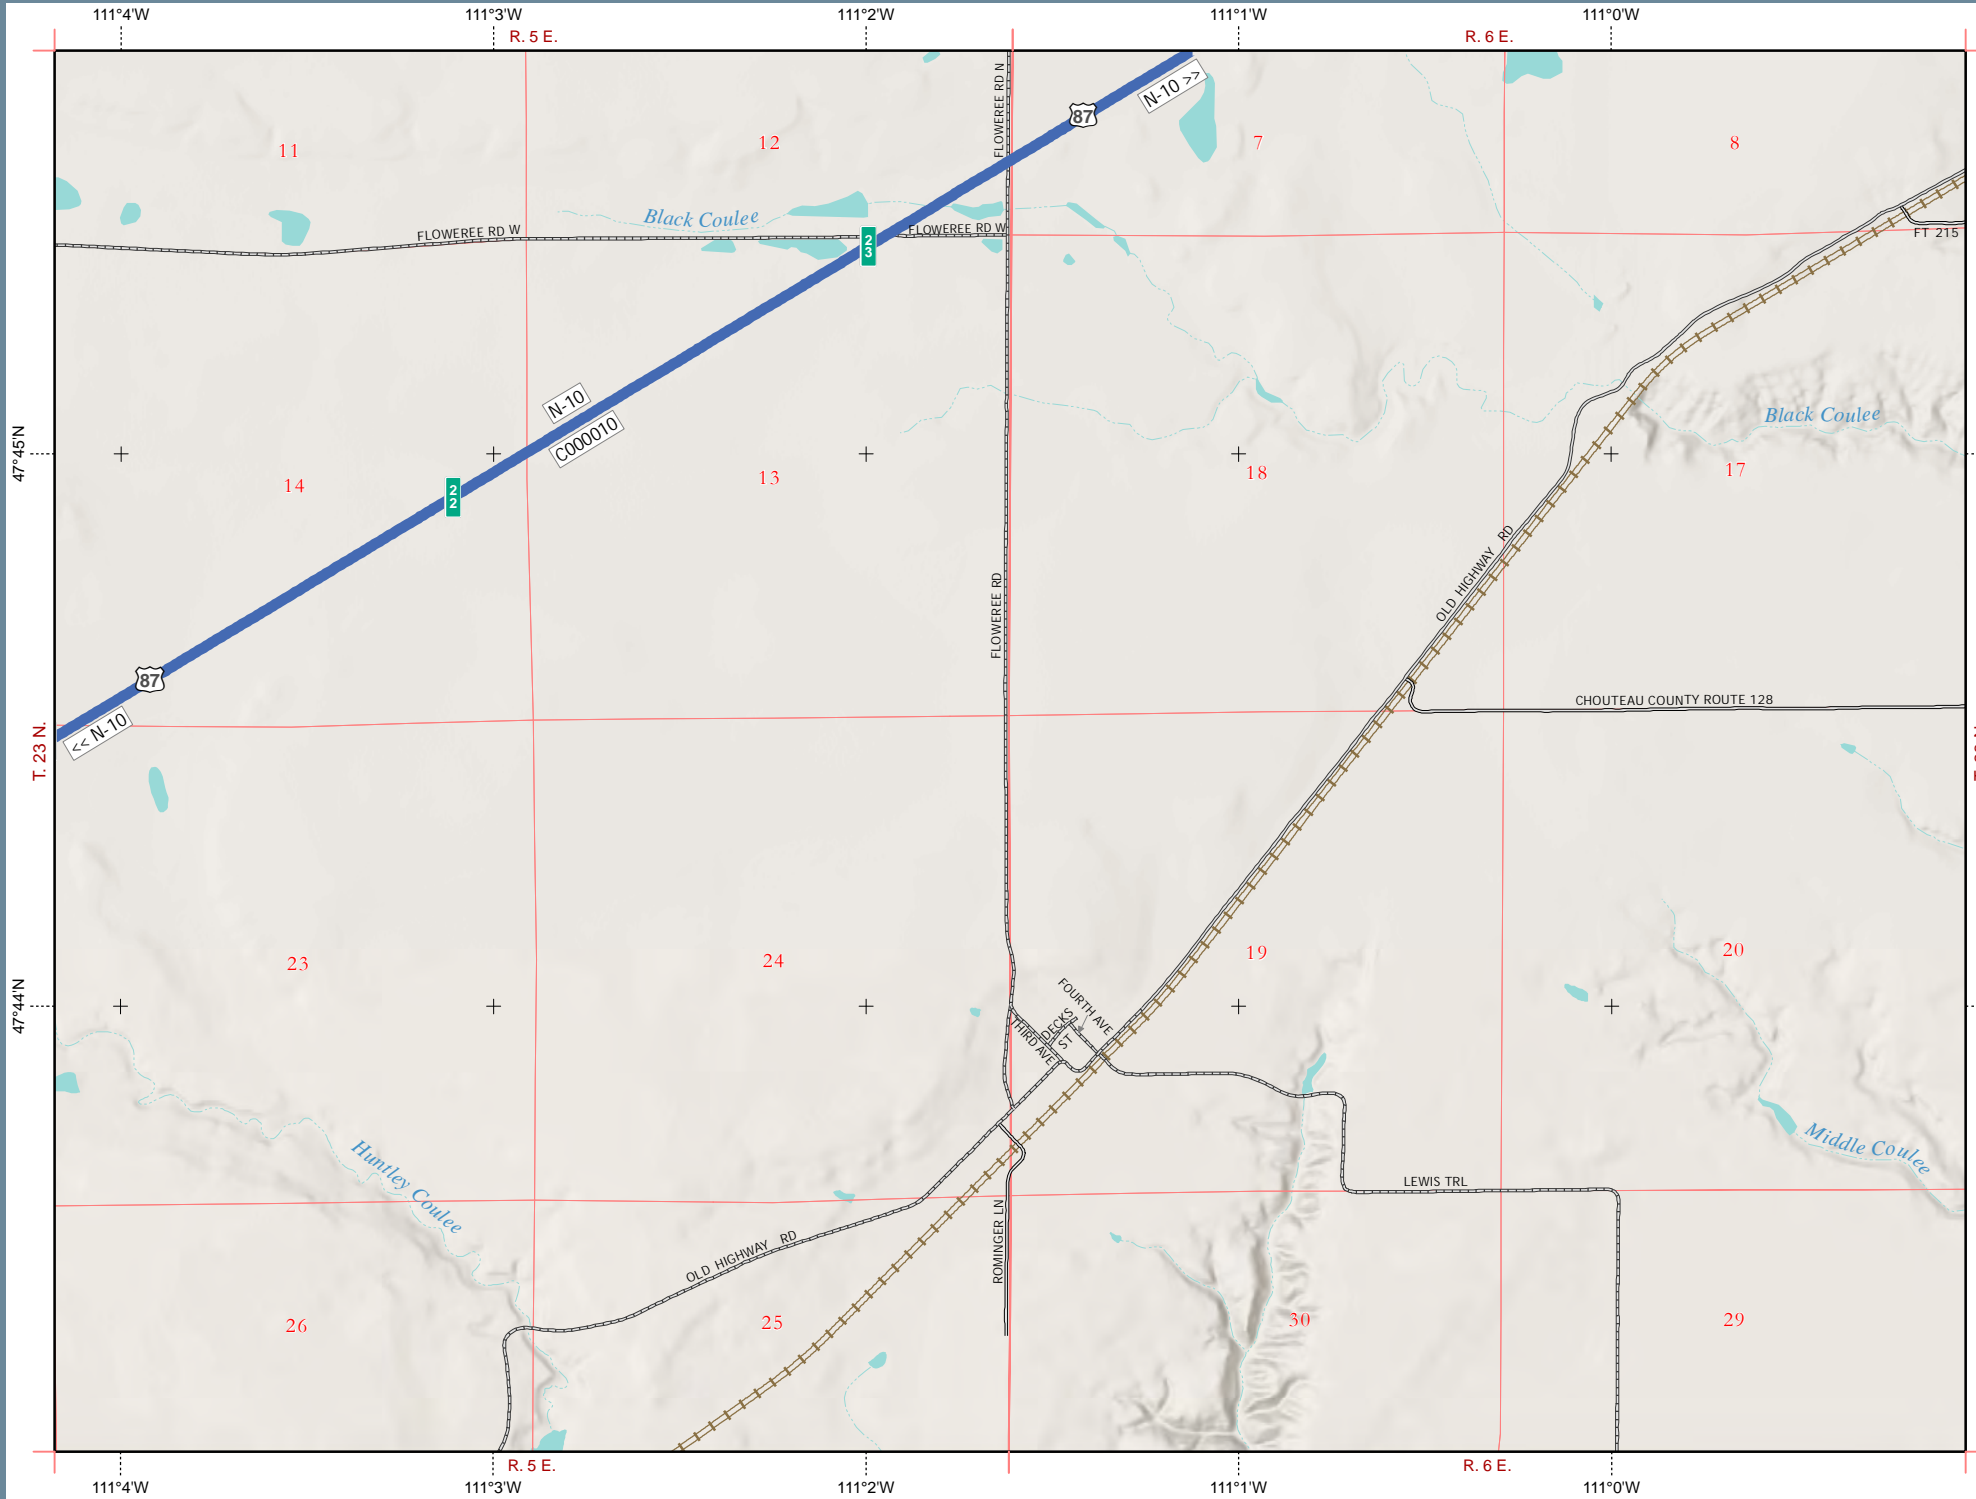 111°4'W
111°3'W
111°2'W
111°1'W
111°0'W
R. 5 E.
R. 6 E.
FLOWEREE RD N
87
N-10 >>
11
12
7
8
Black Coulee
FLOWEREE RD W
FLOWEREE RD W
FT 215
2
3
N-10
C000010
Black Coulee
47°45'N
14
13
18
17
2
2
OLD HIGHWAY RD
FLOWEREE RD
87
<< N-10
CHOUTEAU COUNTY ROUTE 128
T. 23 N.
23
24
19
20
47°44'N
FOURTH AVE
DECKS
ST
THIRD AVE
Huntley Coulee
Middle Coulee
LEWIS TRL
ROMINGER LN
OLD HIGHWAY RD
26
25
30
29
R. 5 E.
R. 6 E.
111°4'W
111°3'W
111°2'W
111°1'W
111°0'W